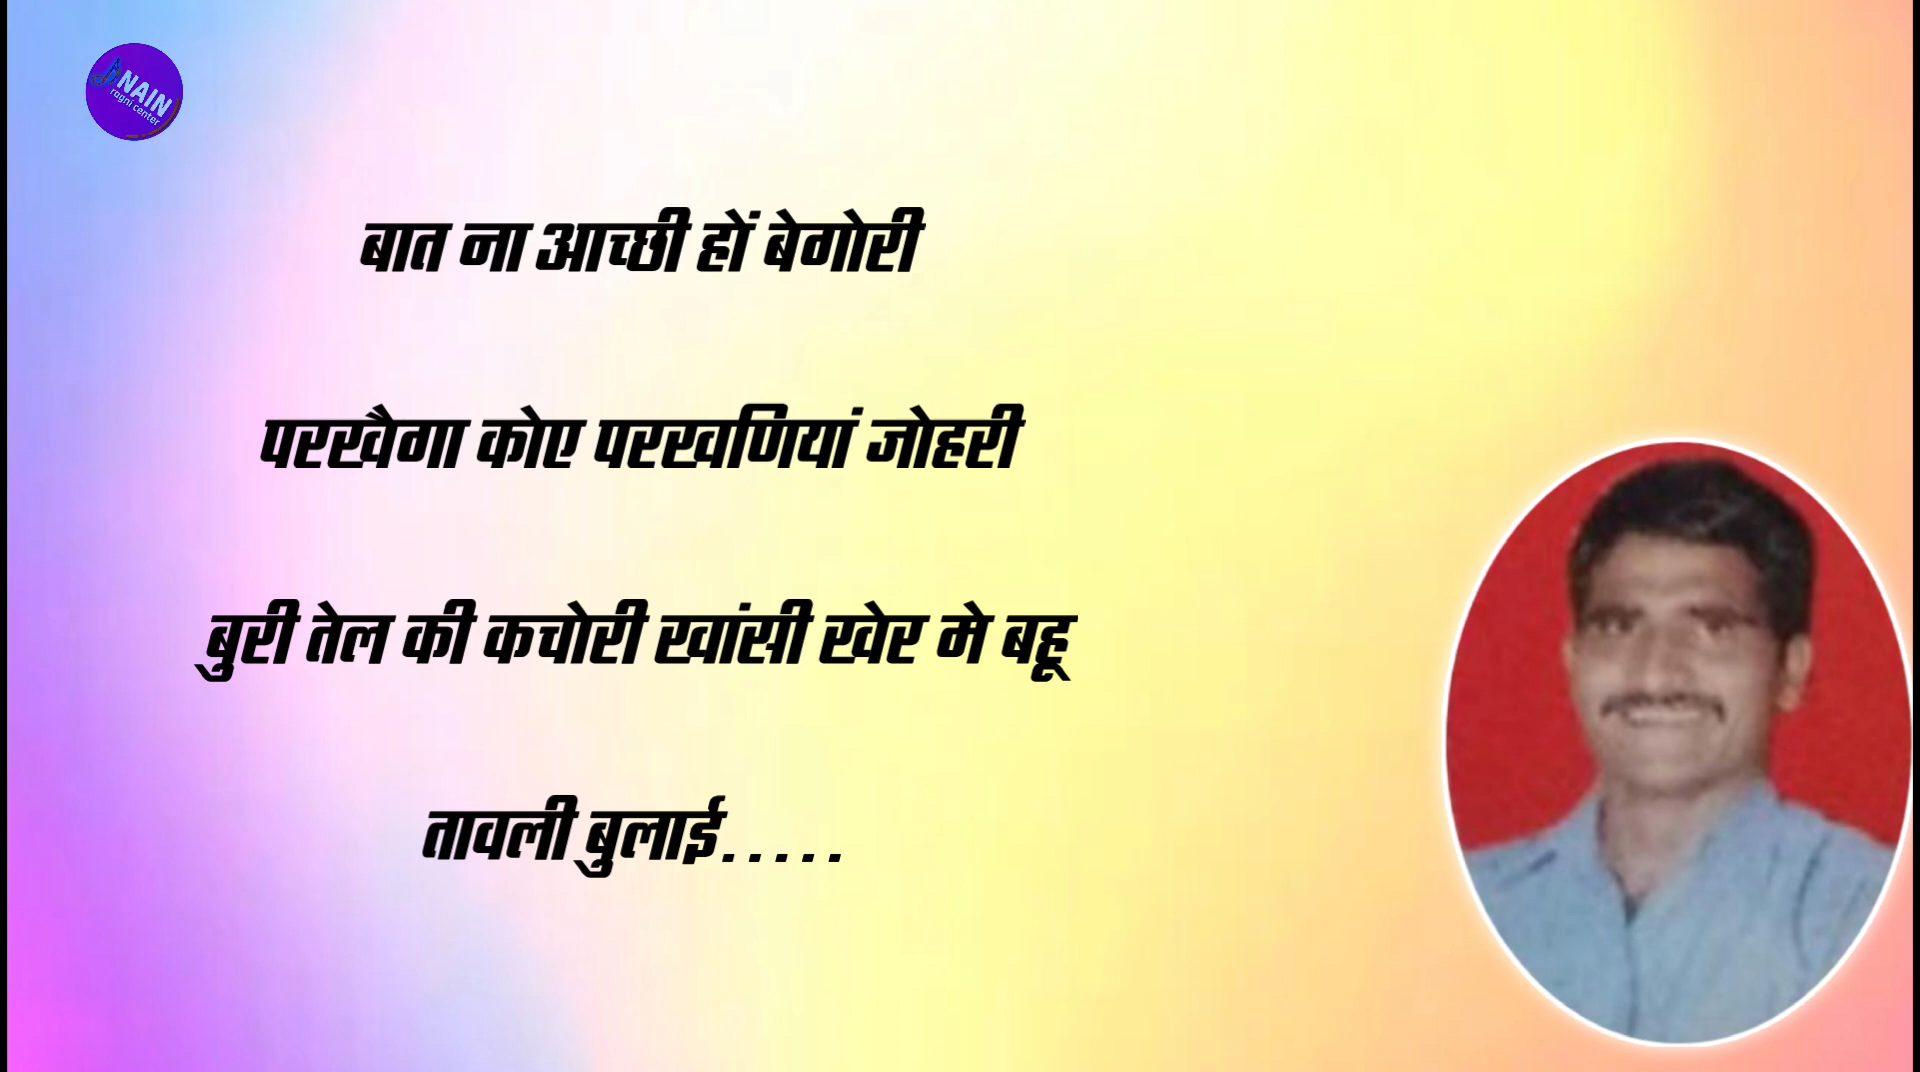 NAIN
ragni center
बात ना आच्छी हों बेगोरी
परखैगा कोए परखणियां जोहरी
बुरी तेल की कचोरी खांसी खेर मे बहू
तावली बुलाई.....